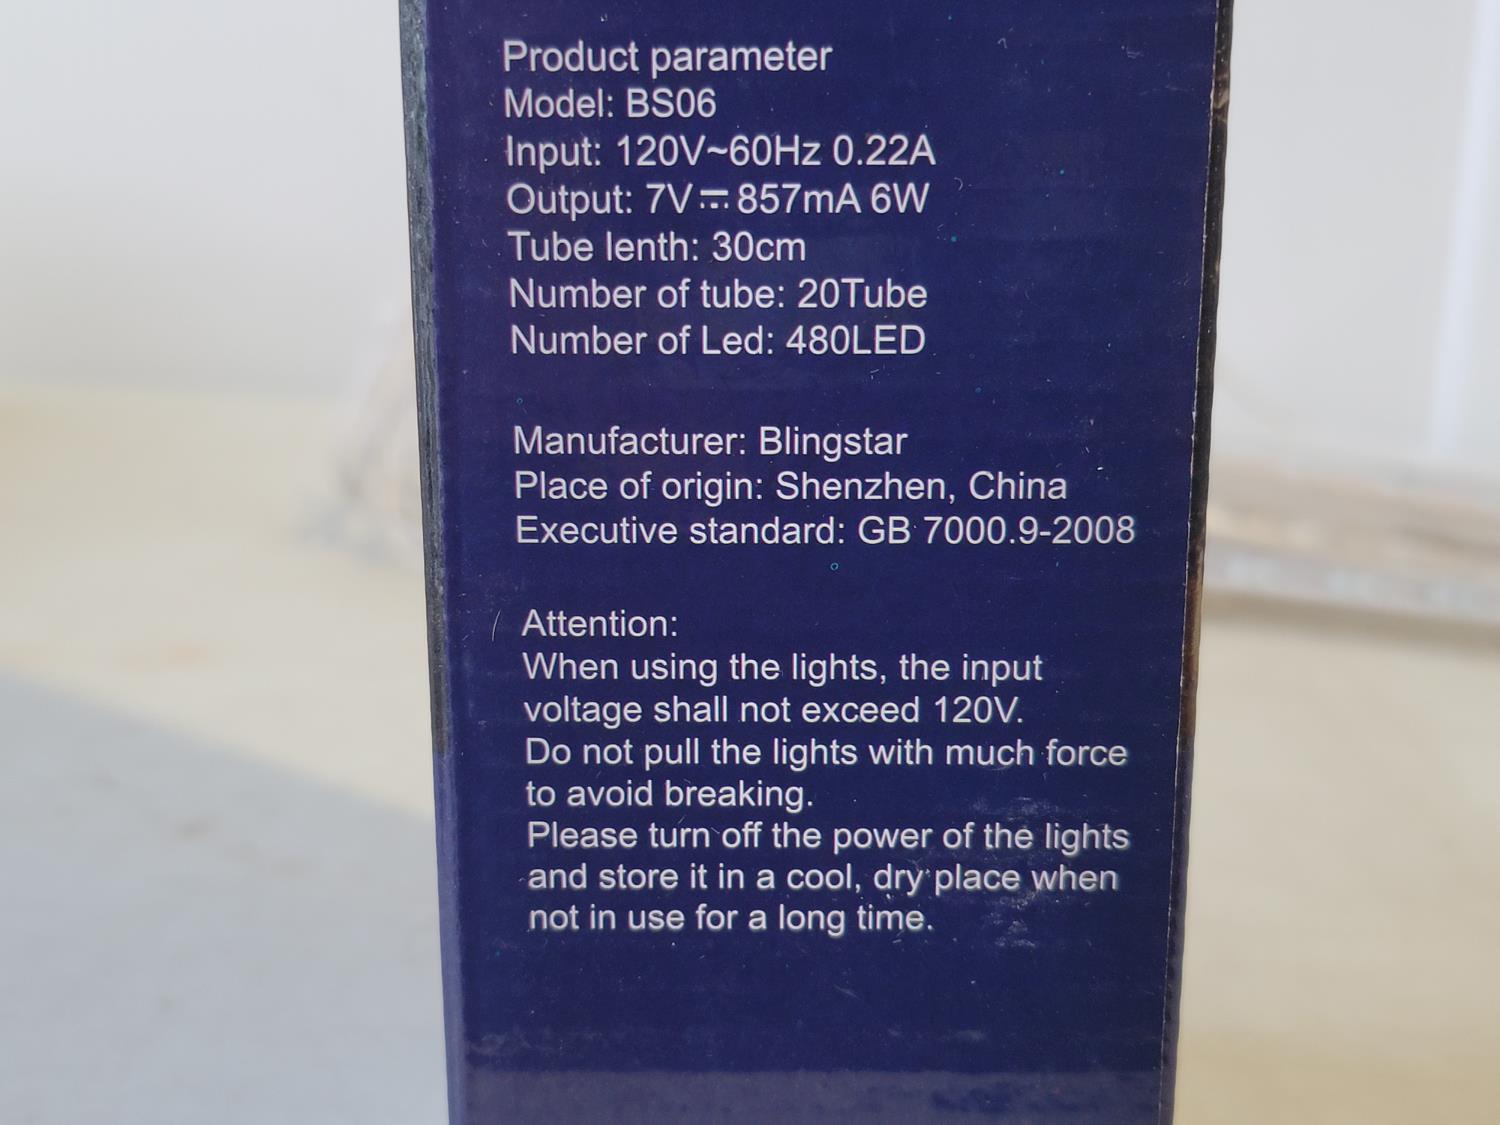 Product parameter
Model: BS06
Input: 120V~60Hz 0.22A
Output: 7V⎓857mA 6W
Tube lenth: 30cm
Number of tube: 20Tube
Number of Led: 480LED
Manufacturer: Blingstar
Place of origin: Shenzhen, China
Executive standard: GB 7000.9-2008
Attention:
When using the lights, the input
voltage shall not exceed 120V.
Do not pull the lights with much force
to avoid breaking.
Please turn off the power of the lights
and store it in a cool, dry place when
not in use for a long time.